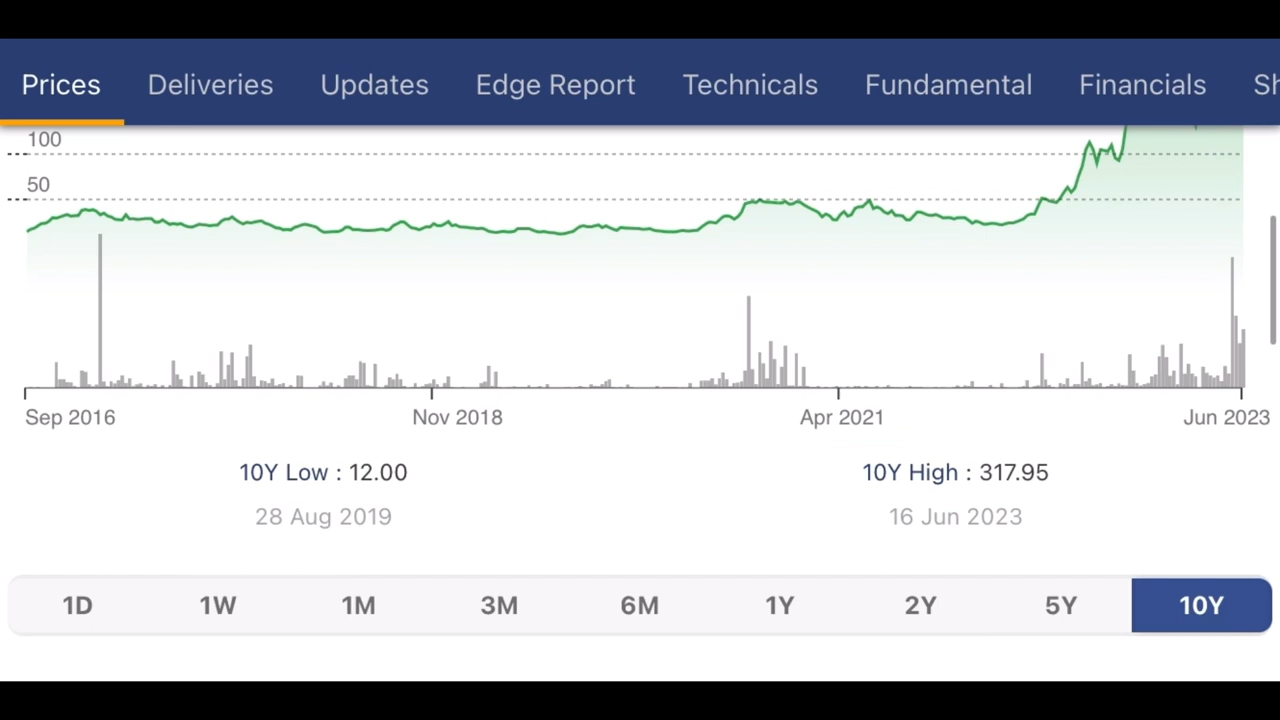 Prices Deliveries Updates Edge Report Technicals Fundamental Financials Sh
100
50
Sep 2016 Nov 2018 Apr 2021 Jun 2023
10Y Low : 12.00 10Y High : 317.95
28 Aug 2019 16 Jun 2023
1D 1W 1M 3M 6M 1Y 2Y 5Y 10Y